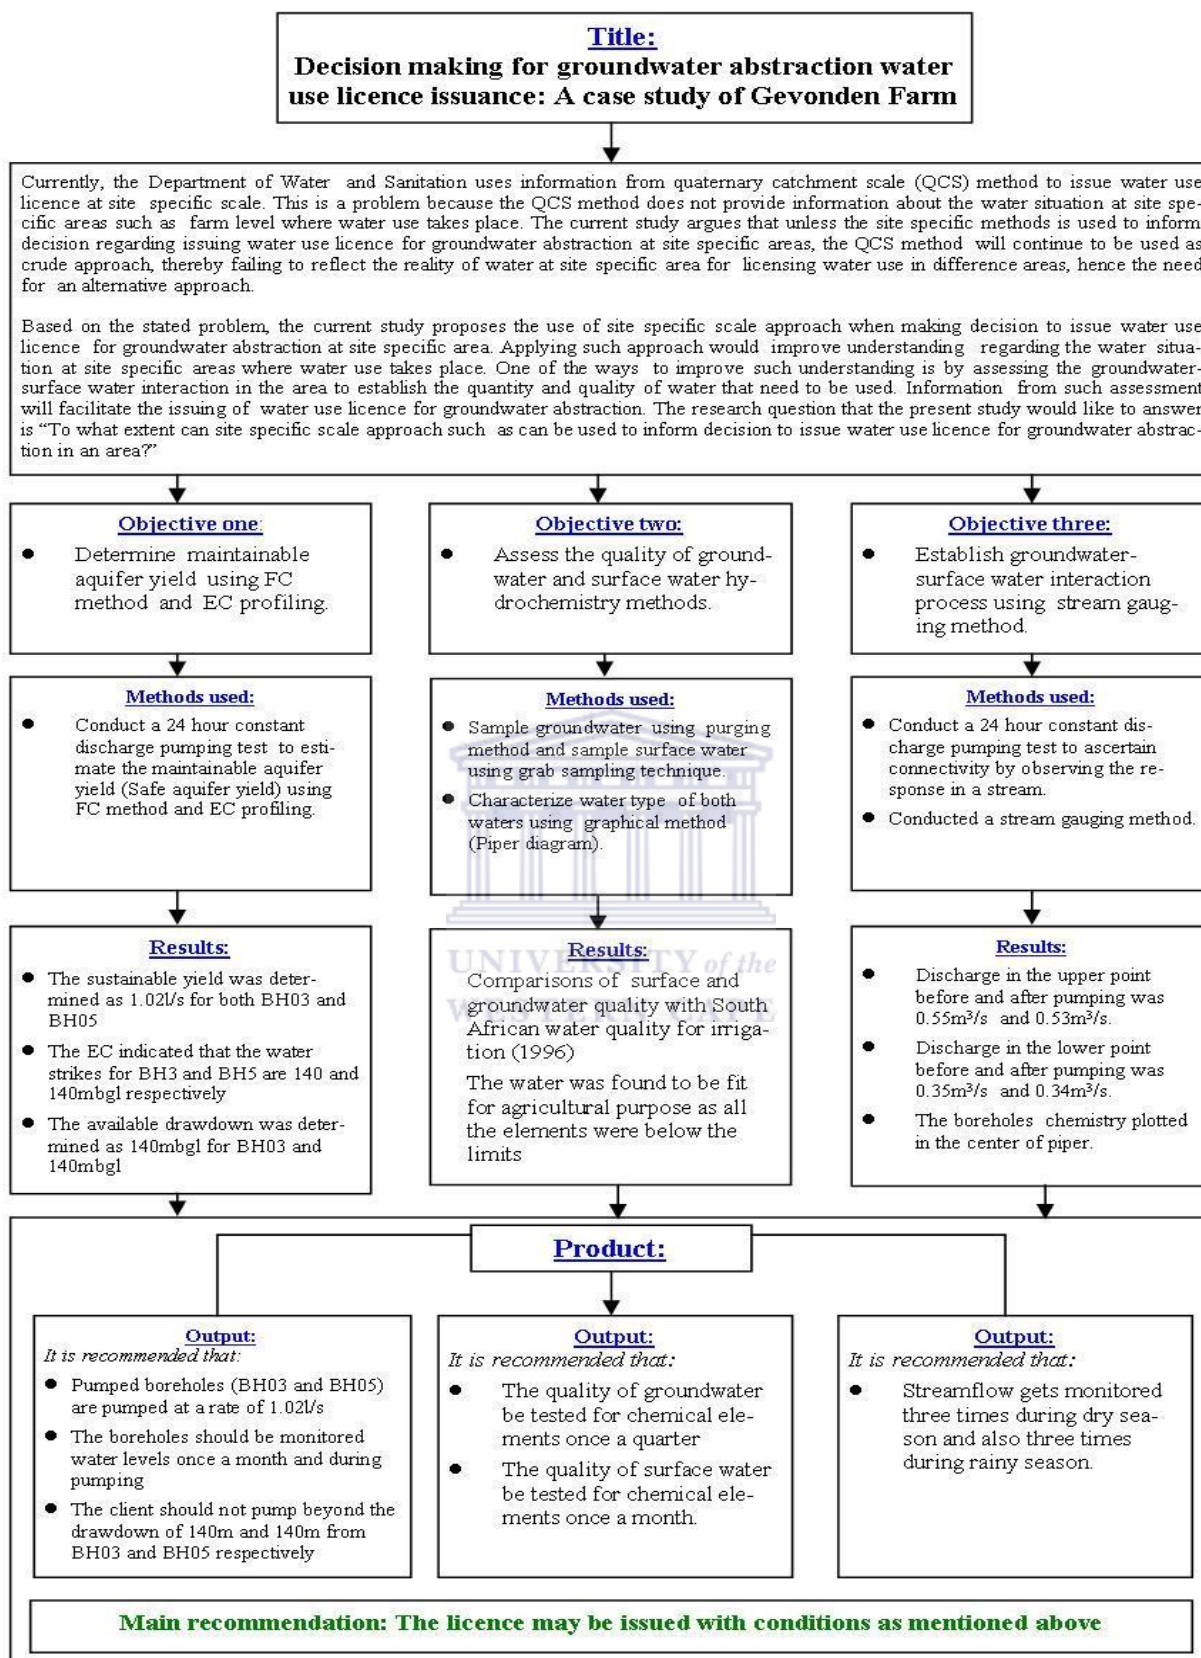 Title:
Decision making for groundwater abstraction water
use licence issuance: A case study of Gevonden Farm
Currently, the Department of Water and Sanitation uses information from quaternary catchment scale (QCS) method to issue water use
licence at site specific scale. This is a problem because the QCS method does not provide information about the water situation at site spe-
cific areas such as farm level where water use takes place. The current study argues that unless the site specific methods is used to inform
decision regarding issuing water use licence for groundwater abstraction at site specific areas, the QCS method will continue to be used as
crude approach, thereby failing to reflect the reality of water at site specific area for licensing water use in difference areas, hence the need
for an alternative approach.
Based on the stated problem, the current study proposes the use of site specific scale approach when making decision to issue water use
licence for groundwater abstraction at site specific area. Applying such approach would improve understanding regarding the water situa-
tion at site specific areas where water use takes place. One of the ways to improve such understanding is by assessing the groundwater-
surface water interaction in the area to establish the quantity and quality of water that need to be used. Information from such assessment
will facilitate the issuing of water use licence for groundwater abstraction. The research question that the present study would like to answer
is “To what extent can site specific scale approach such as can be used to inform decision to issue water use licence for groundwater abstrac-
tion in an area?”
Objective one:
● Determine maintainable
aquifer yield using FC
method and EC profiling.
Objective two:
● Assess the quality of ground-
water and surface water hy-
drochemistry methods.
Objective three:
● Establish groundwater-
surface water interaction
process using stream gaug-
ing method.
Methods used:
● Conduct a 24 hour constant
discharge pumping test to esti-
mate the maintainable aquifer
yield (Safe aquifer yield) using
FC method and EC profiling.
Methods used:
● Sample groundwater using purging
method and sample surface water
using grab sampling technique.
● Characterize water type of both
waters using graphical method
(Piper diagram).
Methods used:
● Conduct a 24 hour constant dis-
charge pumping test to ascertain
connectivity by observing the re-
sponse in a stream.
● Conducted a stream gauging method.
Results:
● The sustainable yield was deter-
mined as 1.02l/s for both BH03 and
BH05
● The EC indicated that the water
strikes for BH3 and BH5 are 140 and
140mbgl respectively
● The available drawdown was deter-
mined as 140mbgl for BH03 and
140mbgl
Results:
Comparisons of surface and
groundwater quality with South
African water quality for irriga-
tion (1996)
The water was found to be fit
for agricultural purpose as all
the elements were below the
limits
UNIVERSITY of the
WESTERN CAPE
Results:
● Discharge in the upper point
before and after pumping was
0.55m³/s and 0.53m³/s.
● Discharge in the lower point
before and after pumping was
0.35m³/s and 0.34m³/s.
● The boreholes chemistry plotted
in the center of piper.
Product:
Output:
It is recommended that:
● Pumped boreholes (BH03 and BH05)
are pumped at a rate of 1.02l/s
● The boreholes should be monitored
water levels once a month and during
pumping
● The client should not pump beyond the
drawdown of 140m and 140m from
BH03 and BH05 respectively
Output:
It is recommended that:
● The quality of groundwater
be tested for chemical ele-
ments once a quarter
● The quality of surface water
be tested for chemical ele-
ments once a month.
Output:
It is recommended that:
● Streamflow gets monitored
three times during dry sea-
son and also three times
during rainy season.
Main recommendation: The licence may be issued with conditions as mentioned above